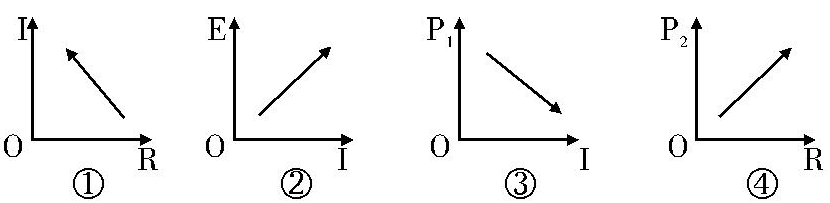 I E P₁ P₂
O R O I O I O R
① ② ③ ④